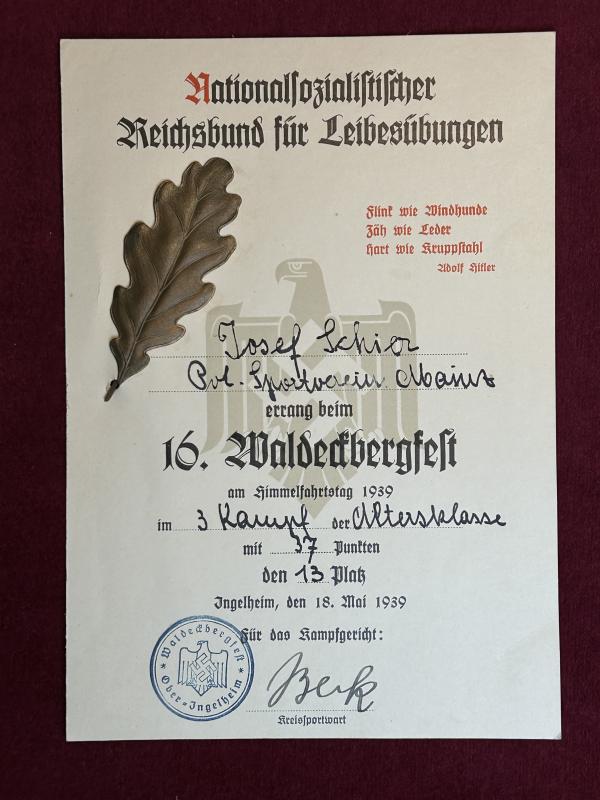 Nationalsozialistischer
Reichsbund für Leibesübungen
Flink wie Windhunde
Zäh wie Leder
Hart wie Kruppstahl
Adolf Hitler
Josef Schier
Pol.-Sportverein Mainz
errang beim
16. Waldeckbergfest
am Himmelfahrtstag 1939
im 3 Kampf der Altersklasse
mit 37 Punkten
den 13 Platz
Ingelheim, den 18. Mai 1939
Für das Kampfgericht:
Waldeckbergfest
Ober-Ingelheim
Beck
Kreissportwart